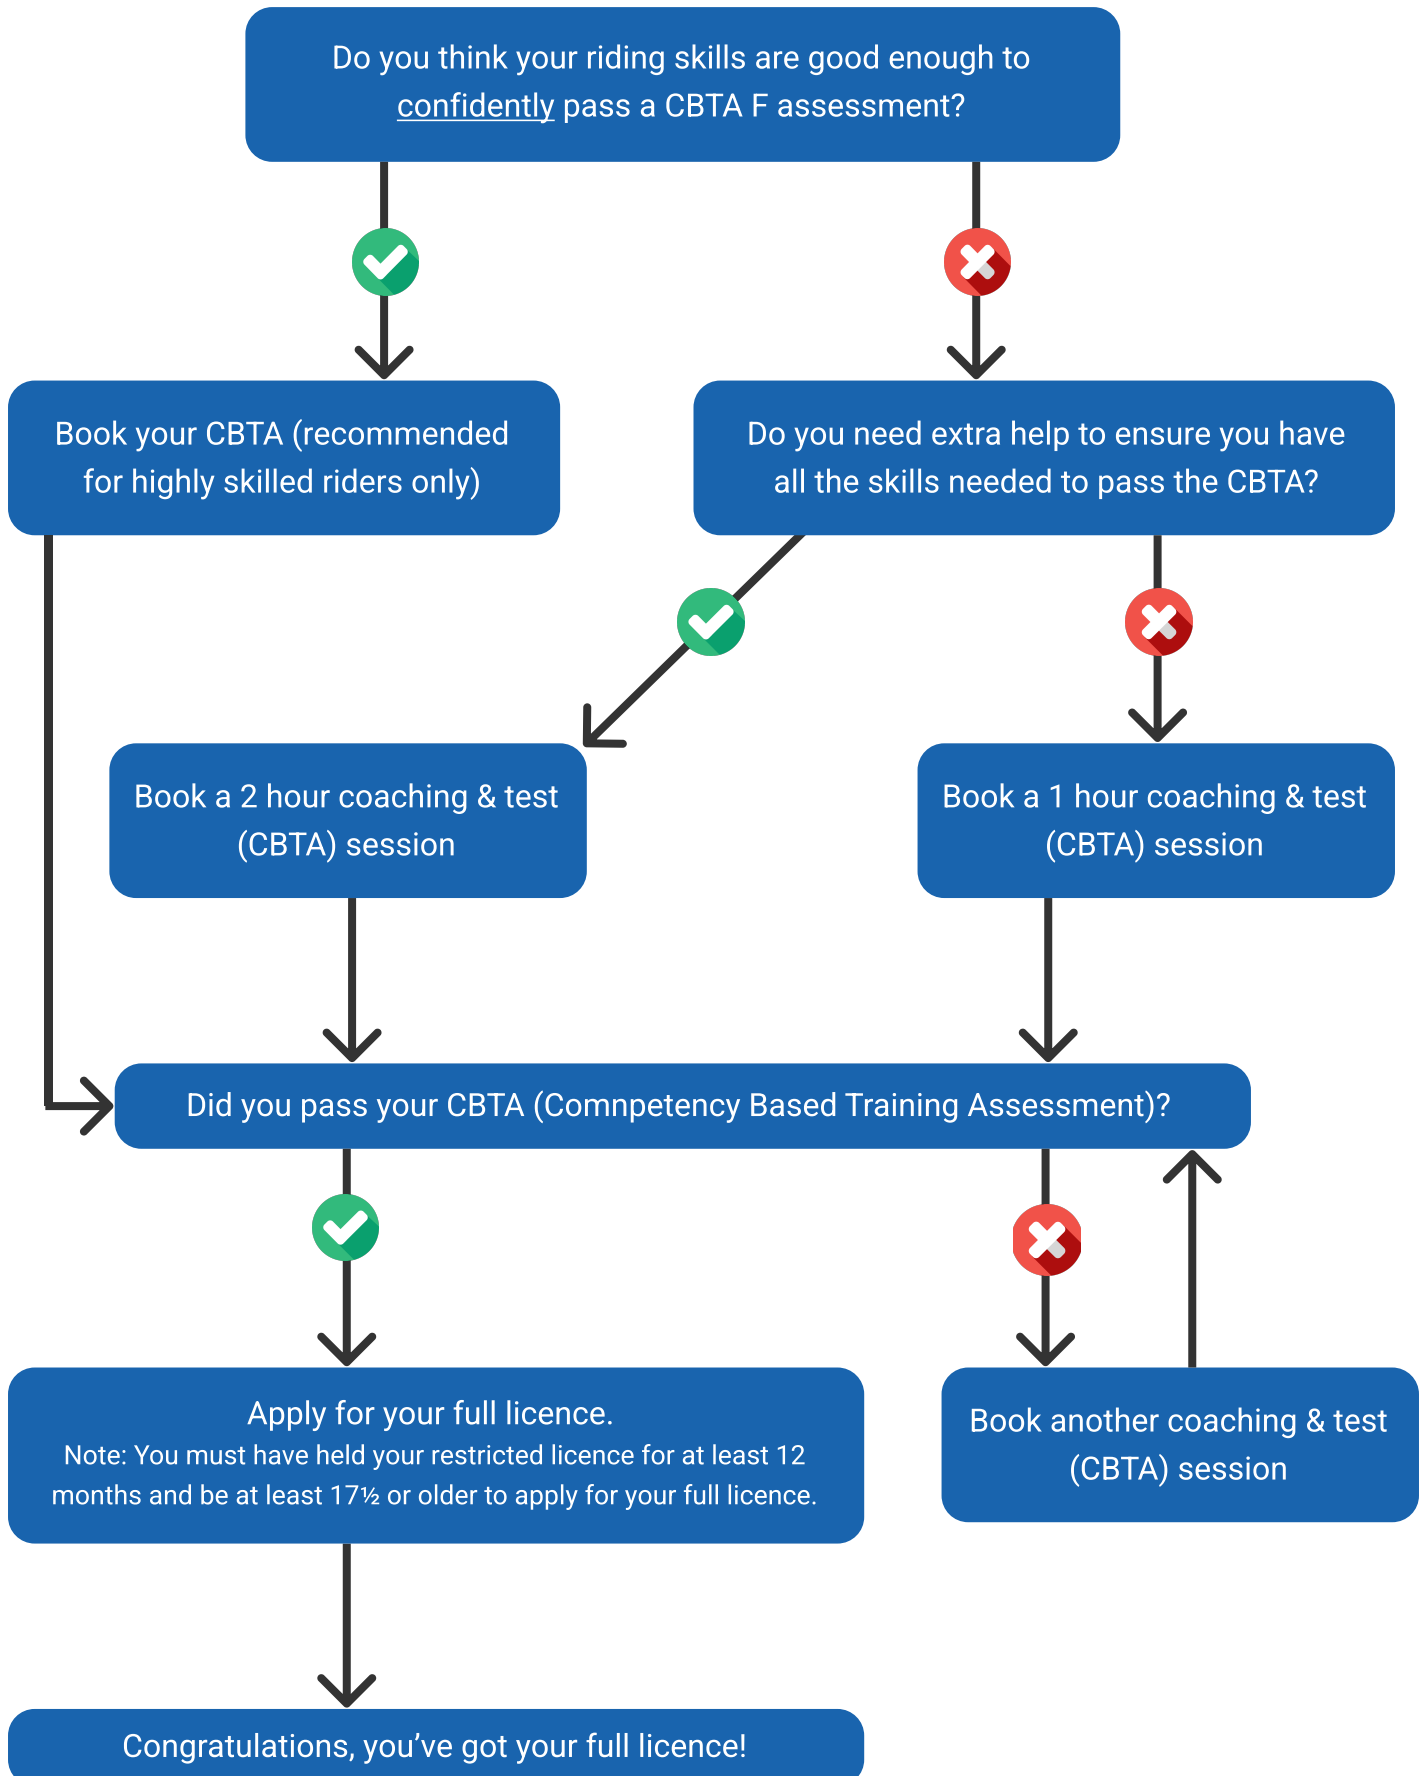 Do you think your riding skills are good enough to
confidently pass a CBTA F assessment?
Book your CBTA (recommended
for highly skilled riders only)
Do you need extra help to ensure you have
all the skills needed to pass the CBTA?
Book a 2 hour coaching & test
(CBTA) session
Book a 1 hour coaching & test
(CBTA) session
Did you pass your CBTA (Comnpetency Based Training Assessment)?
Apply for your full licence.
Note: You must have held your restricted licence for at least 12
months and be at least 17½ or older to apply for your full licence.
Book another coaching & test
(CBTA) session
Congratulations, you’ve got your full licence!